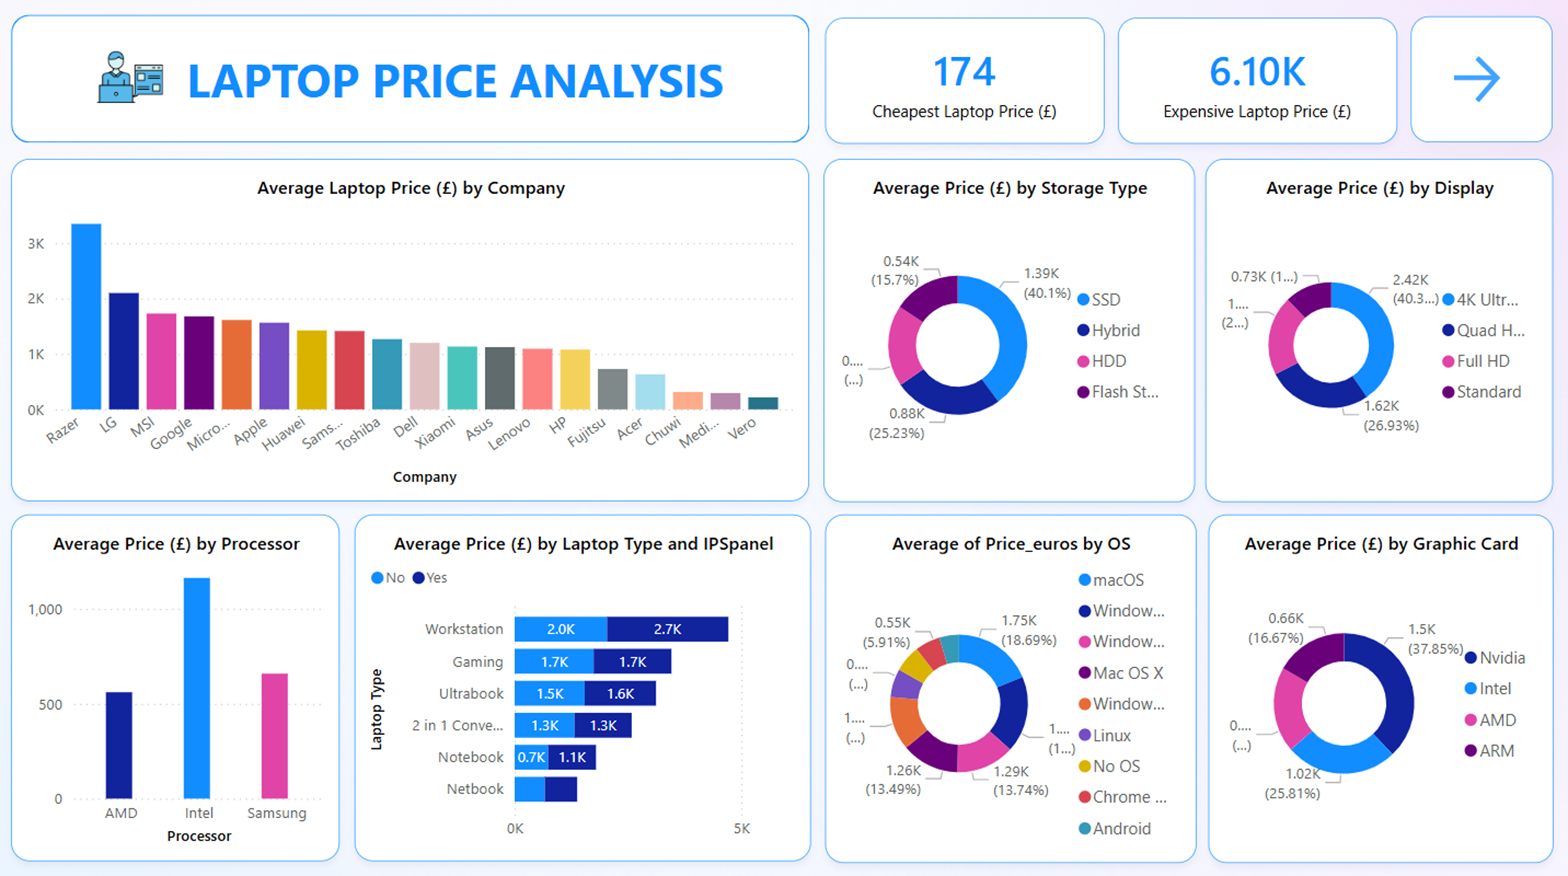 LAPTOP PRICE ANALYSIS
174
Cheapest Laptop Price (£)
6.10K
Expensive Laptop Price (£)
Average Laptop Price (£) by Company
3K
2K
1K
0K
Razer
LG
MSI
Google
Micro...
Apple
Huawei
Sams...
Toshiba
Dell
Xiaomi
Asus
Lenovo
HP
Fujitsu
Acer
Chuwi
Medi...
Vero
Company
Average Price (£) by Storage Type
0.54K
(15.7%)
1.39K
(40.1%)
0....
(...)
0.88K
(25.23%)
SSD
Hybrid
HDD
Flash St...
Average Price (£) by Display
0.73K (1...)
2.42K
(40.3...)
1....
(2...)
1.62K
(26.93%)
4K Ultr...
Quad H...
Full HD
Standard
Average Price (£) by Processor
1,000
500
0
AMD
Intel
Samsung
Processor
Average Price (£) by Laptop Type and IPSpanel
No
Yes
Laptop Type
Workstation
2.0K
2.7K
Gaming
1.7K
1.7K
Ultrabook
1.5K
1.6K
2 in 1 Conve...
1.3K
1.3K
Notebook
0.7K
1.1K
Netbook
0K
5K
Average of Price_euros by OS
0.55K
(5.91%)
1.75K
(18.69%)
0....
(...)
1....
(...)
1....
(1...)
1.26K
(13.49%)
1.29K
(13.74%)
macOS
Window...
Window...
Mac OS X
Window...
Linux
No OS
Chrome ...
Android
Average Price (£) by Graphic Card
0.66K
(16.67%)
1.5K
(37.85%)
0....
(...)
1.02K
(25.81%)
Nvidia
Intel
AMD
ARM